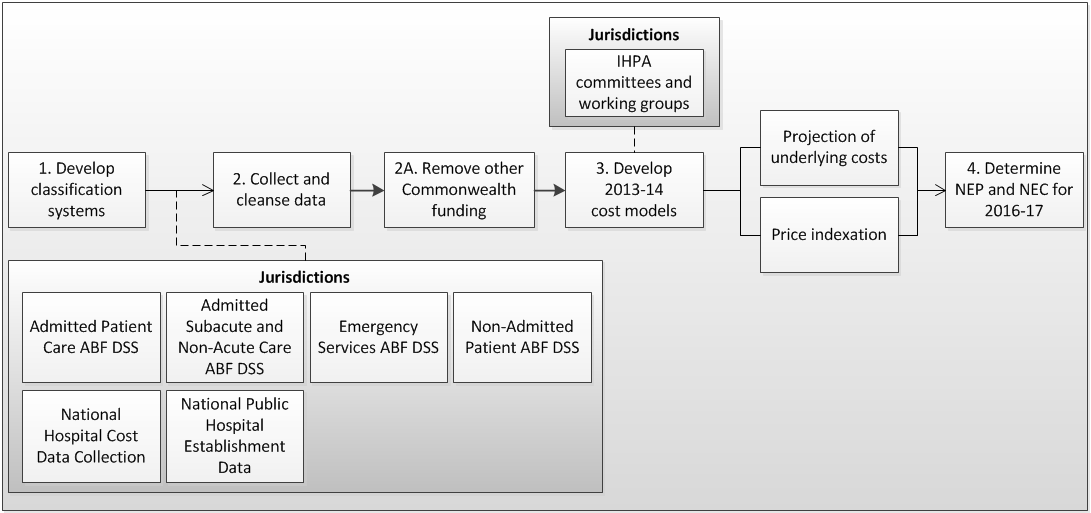 Jurisdictions
IHPA
committees and
working groups
1. Develop
classification
systems
2. Collect and
cleanse data
2A. Remove other
Commonwealth
funding
3. Develop
2013-14
cost models
Projection of
underlying costs
Price indexation
4. Determine
NEP and NEC for
2016-17
Jurisdictions
Admitted Patient
Care ABF DSS
Admitted
Subacute and
Non-Acute Care
ABF DSS
Emergency
Services ABF DSS
Non-Admitted
Patient ABF DSS
National
Hospital Cost
Data Collection
National Public
Hospital
Establishment
Data